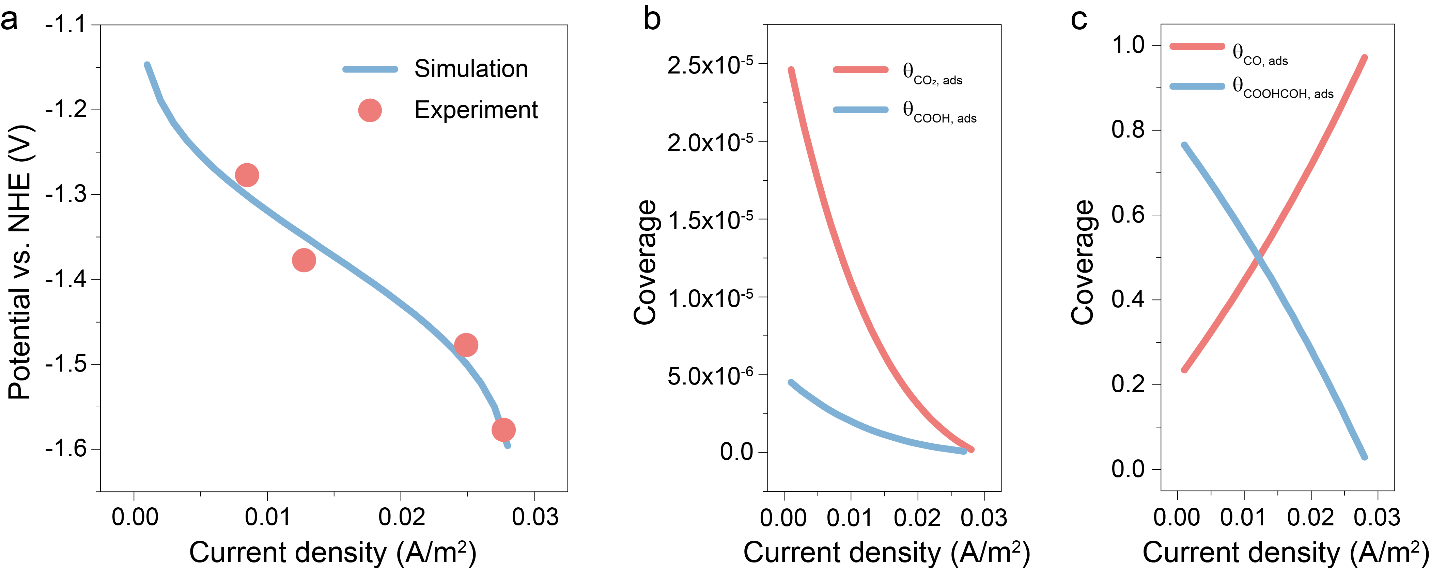 a
-1.1
-1.2
-1.3
-1.4
-1.5
-1.6
Potential vs. NHE (V)
Simulation
Experiment
0.00 0.01 0.02 0.03
Current density (A/m²)
b
2.5x10⁻⁵
2.0x10⁻⁵
1.5x10⁻⁵
1.0x10⁻⁵
5.0x10⁻⁶
0.0
Coverage
θCO₂, ads
θCOOH, ads
0.00 0.01 0.02 0.03
Current density (A/m²)
c
1.0
0.8
0.6
0.4
0.2
0.0
Coverage
θCO, ads
θCOOHCOH, ads
0.00 0.01 0.02 0.03
Current density (A/m²)